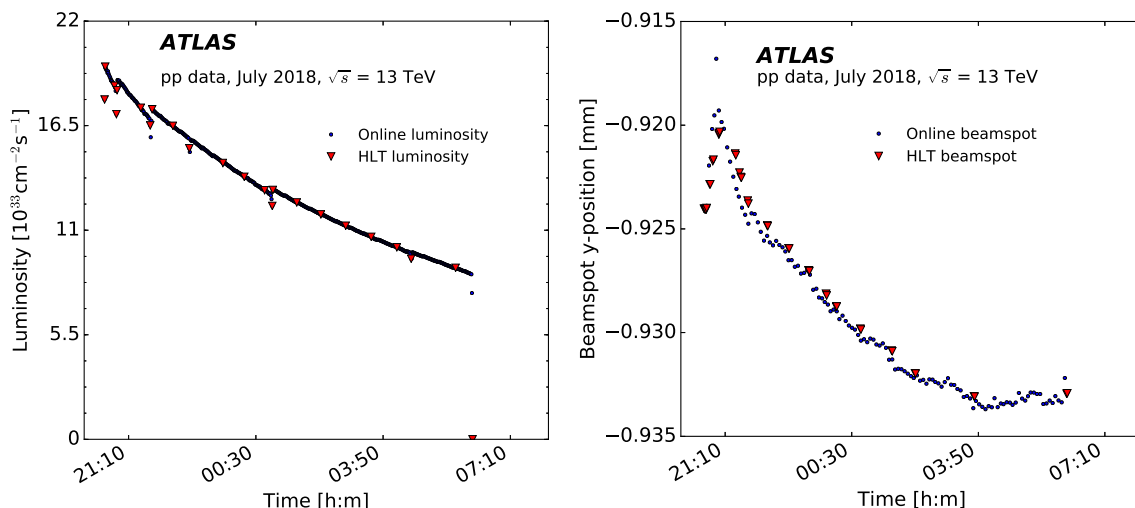 22
16.5
11
5.5
0
Luminosity [10³³cm⁻²s⁻¹]
ATLAS
pp data, July 2018, √s = 13 TeV
Online luminosity
HLT luminosity
21:10
00:30
03:50
07:10
Time [h:m]
−0.915
−0.920
−0.925
−0.930
−0.935
Beamspot y-position [mm]
ATLAS
pp data, July 2018, √s = 13 TeV
Online beamspot
HLT beamspot
21:10
00:30
03:50
07:10
Time [h:m]